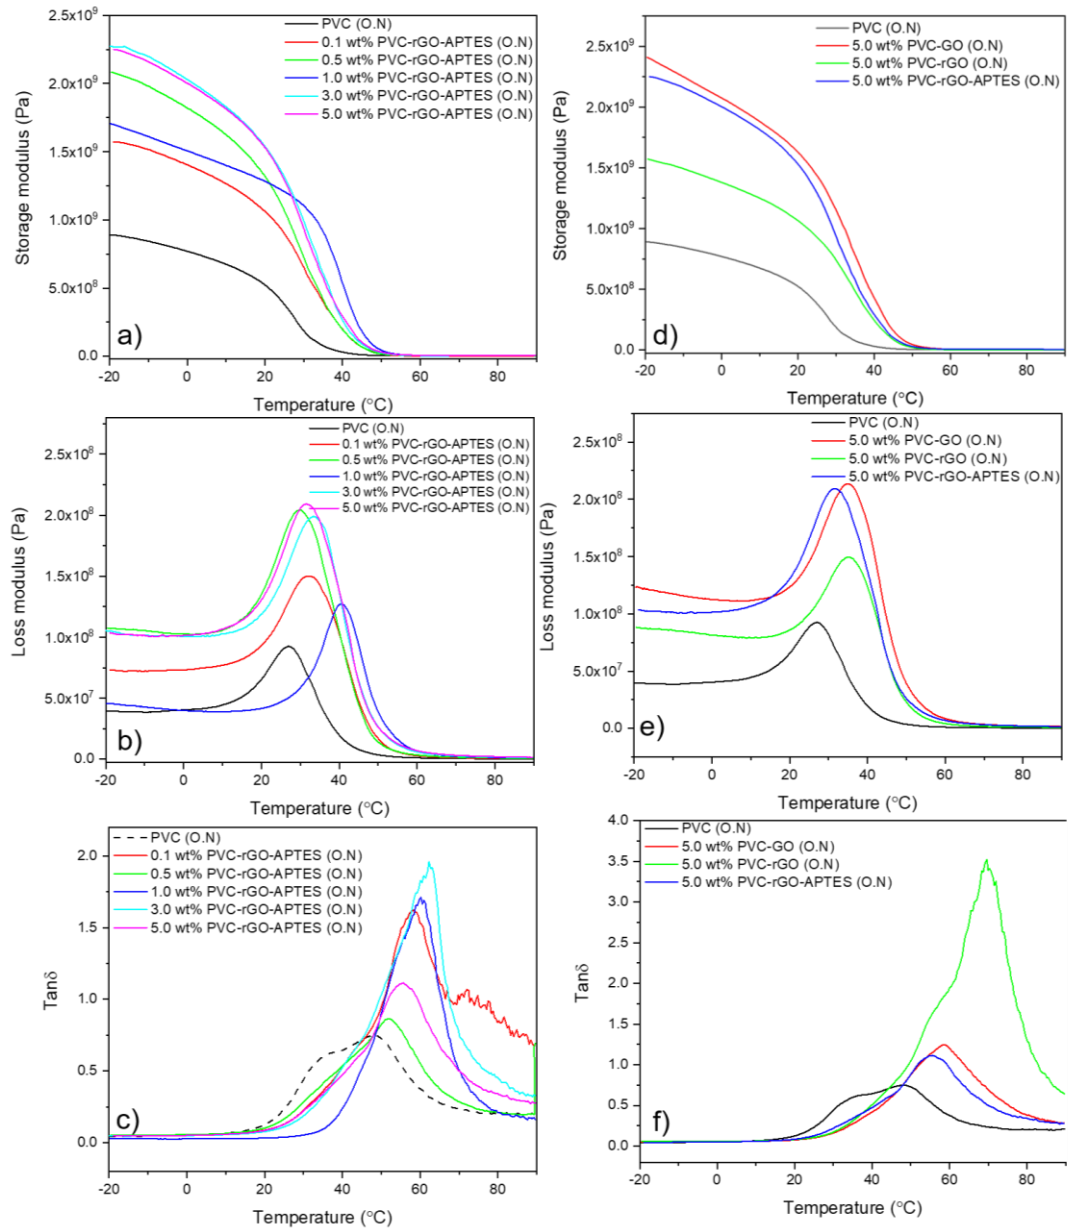 PVC (O.N)
0.1 wt% PVC-rGO-APTES (O.N)
0.5 wt% PVC-rGO-APTES (O.N)
1.0 wt% PVC-rGO-APTES (O.N)
3.0 wt% PVC-rGO-APTES (O.N)
5.0 wt% PVC-rGO-APTES (O.N)
2.5x10⁹
2.0x10⁹
1.5x10⁹
1.0x10⁹
5.0x10⁸
0.0
Storage modulus (Pa)
a)
-20 0 20 40 60 80
Temperature (°C)
PVC (O.N)
5.0 wt% PVC-GO (O.N)
5.0 wt% PVC-rGO (O.N)
5.0 wt% PVC-rGO-APTES (O.N)
2.5x10⁹
2.0x10⁹
1.5x10⁹
1.0x10⁹
5.0x10⁸
0.0
Storage modulus (Pa)
d)
-20 0 20 40 60 80
Temperature (°C)
PVC (O.N)
0.1 wt% PVC-rGO-APTES (O.N)
0.5 wt% PVC-rGO-APTES (O.N)
1.0 wt% PVC-rGO-APTES (O.N)
3.0 wt% PVC-rGO-APTES (O.N)
5.0 wt% PVC-rGO-APTES (O.N)
2.5x10⁸
2.0x10⁸
1.5x10⁸
1.0x10⁸
5.0x10⁷
0.0
Loss modulus (Pa)
b)
-20 0 20 40 60 80
Temperature (°C)
PVC (O.N)
5.0 wt% PVC-GO (O.N)
5.0 wt% PVC-rGO (O.N)
5.0 wt% PVC-rGO-APTES (O.N)
2.5x10⁸
2.0x10⁸
1.5x10⁸
1.0x10⁸
5.0x10⁷
0.0
Loss modulus (Pa)
e)
-20 0 20 40 60 80
Temperature (°C)
PVC (O.N)
0.1 wt% PVC-rGO-APTES (O.N)
0.5 wt% PVC-rGO-APTES (O.N)
1.0 wt% PVC-rGO-APTES (O.N)
3.0 wt% PVC-rGO-APTES (O.N)
5.0 wt% PVC-rGO-APTES (O.N)
2.0
1.5
1.0
0.5
0.0
Tanδ
c)
-20 0 20 40 60 80
Temperature (°C)
PVC (O.N)
5.0 wt% PVC-GO (O.N)
5.0 wt% PVC-rGO (O.N)
5.0 wt% PVC-rGO-APTES (O.N)
4.0
3.5
3.0
2.5
2.0
1.5
1.0
0.5
0.0
Tanδ
f)
-20 0 20 40 60 80
Temperature (°C)